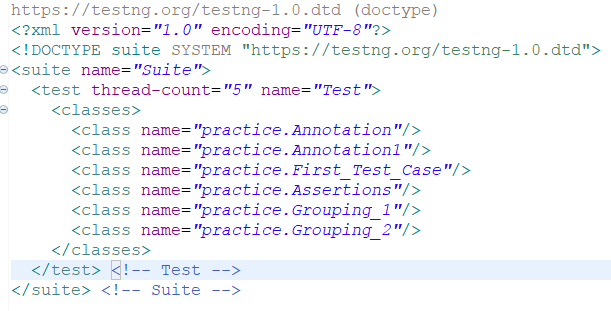 https://testng.org/testng-1.0.dtd (doctype)
<?xml version="1.0" encoding="UTF-8"?>
<!DOCTYPE suite SYSTEM "https://testng.org/testng-1.0.dtd">
<suite name="Suite">
<test thread-count="5" name="Test">
<classes>
<class name="practice.Annotation"/>
<class name="practice.Annotation1"/>
<class name="practice.First_Test_Case"/>
<class name="practice.Assertions"/>
<class name="practice.Grouping_1"/>
<class name="practice.Grouping_2"/>
</classes>
</test> <!-- Test -->
</suite> <!-- Suite -->